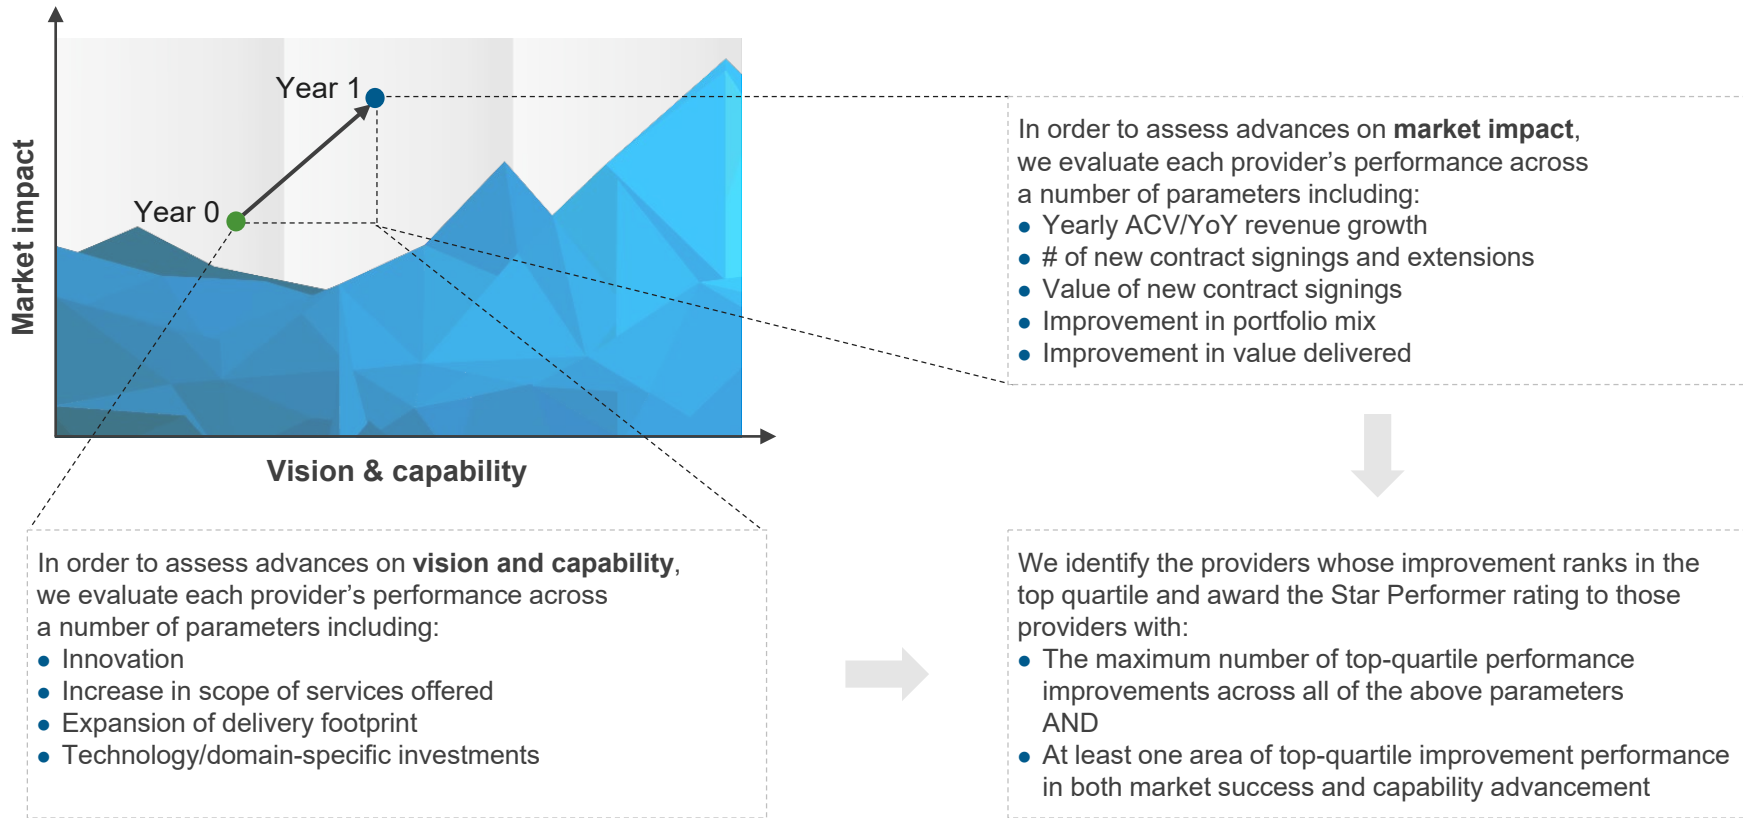 Market impact
Year 1
Year 0
Vision & capability
In order to assess advances on market impact,
we evaluate each provider’s performance across
a number of parameters including:
● Yearly ACV/YoY revenue growth
● # of new contract signings and extensions
● Value of new contract signings
● Improvement in portfolio mix
● Improvement in value delivered
In order to assess advances on vision and capability,
we evaluate each provider’s performance across
a number of parameters including:
● Innovation
● Increase in scope of services offered
● Expansion of delivery footprint
● Technology/domain-specific investments
We identify the providers whose improvement ranks in the
top quartile and award the Star Performer rating to those
providers with:
● The maximum number of top-quartile performance
improvements across all of the above parameters
AND
● At least one area of top-quartile improvement performance
in both market success and capability advancement